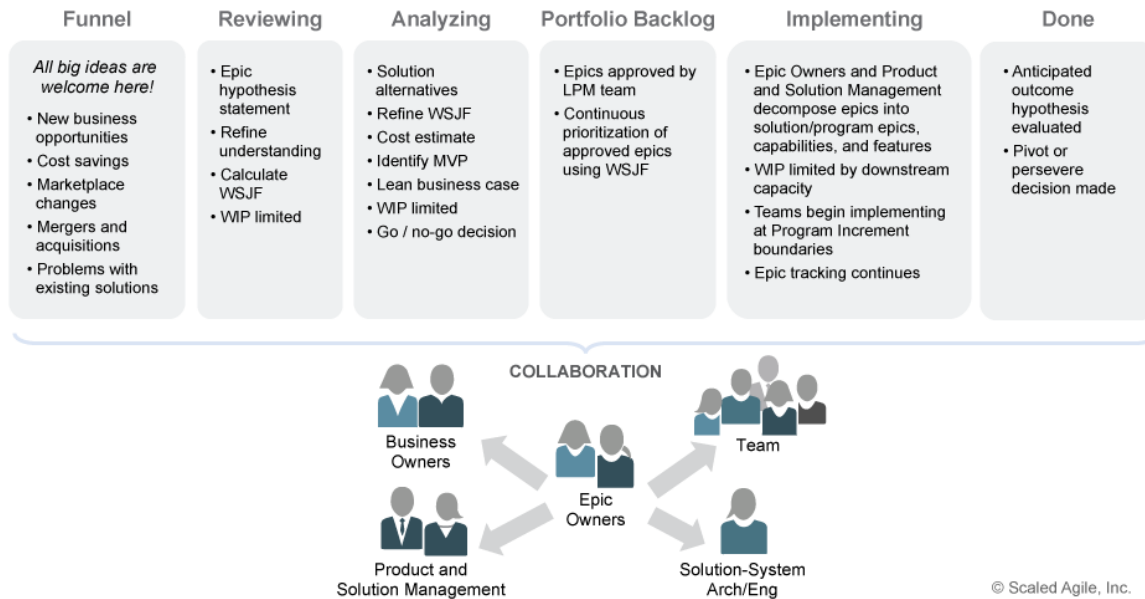 Funnel
All big ideas are
welcome here!
• New business
opportunities
• Cost savings
• Marketplace
changes
• Mergers and
acquisitions
• Problems with
existing solutions
Reviewing
• Epic
hypothesis
statement
• Refine
understanding
• Calculate
WSJF
• WIP limited
Analyzing
• Solution
alternatives
• Refine WSJF
• Cost estimate
• Identify MVP
• Lean business case
• WIP limited
• Go / no-go decision
Portfolio Backlog
• Epics approved by
LPM team
• Continuous
prioritization of
approved epics
using WSJF
Implementing
• Epic Owners and Product
and Solution Management
decompose epics into
solution/program epics,
capabilities, and features
• WIP limited by downstream
capacity
• Teams begin implementing
at Program Increment
boundaries
• Epic tracking continues
Done
• Anticipated
outcome
hypothesis
evaluated
• Pivot or
persevere
decision made
COLLABORATION
Business
Owners
Team
Epic
Owners
Product and
Solution Management
Solution-System
Arch/Eng
© Scaled Agile, Inc.